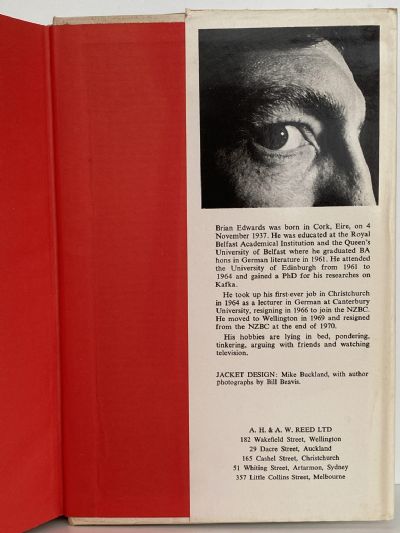 Brian Edwards was born in Cork, Eire, on 4
November 1937. He was educated at the Royal
Belfast Academical Institution and the Queen's
University of Belfast where he graduated BA
hons in German literature in 1961. He attended
the University of Edinburgh from 1961 to
1964 and gained a PhD for his researches on
Kafka.
He took up his first-ever job in Christchurch
in 1964 as a lecturer in German at Canterbury
University, resigning in 1966 to join the NZBC.
He moved to Wellington in 1969 and resigned
from the NZBC at the end of 1970.
His hobbies are lying in bed, pondering,
tinkering, arguing with friends and watching
television.
JACKET DESIGN: Mike Buckland, with author
photographs by Bill Beavis.
A. H. & A. W. REED LTD
182 Wakefield Street, Wellington
29 Dacre Street, Auckland
165 Cashel Street, Christchurch
51 Whiting Street, Artarmon, Sydney
357 Little Collins Street, Melbourne